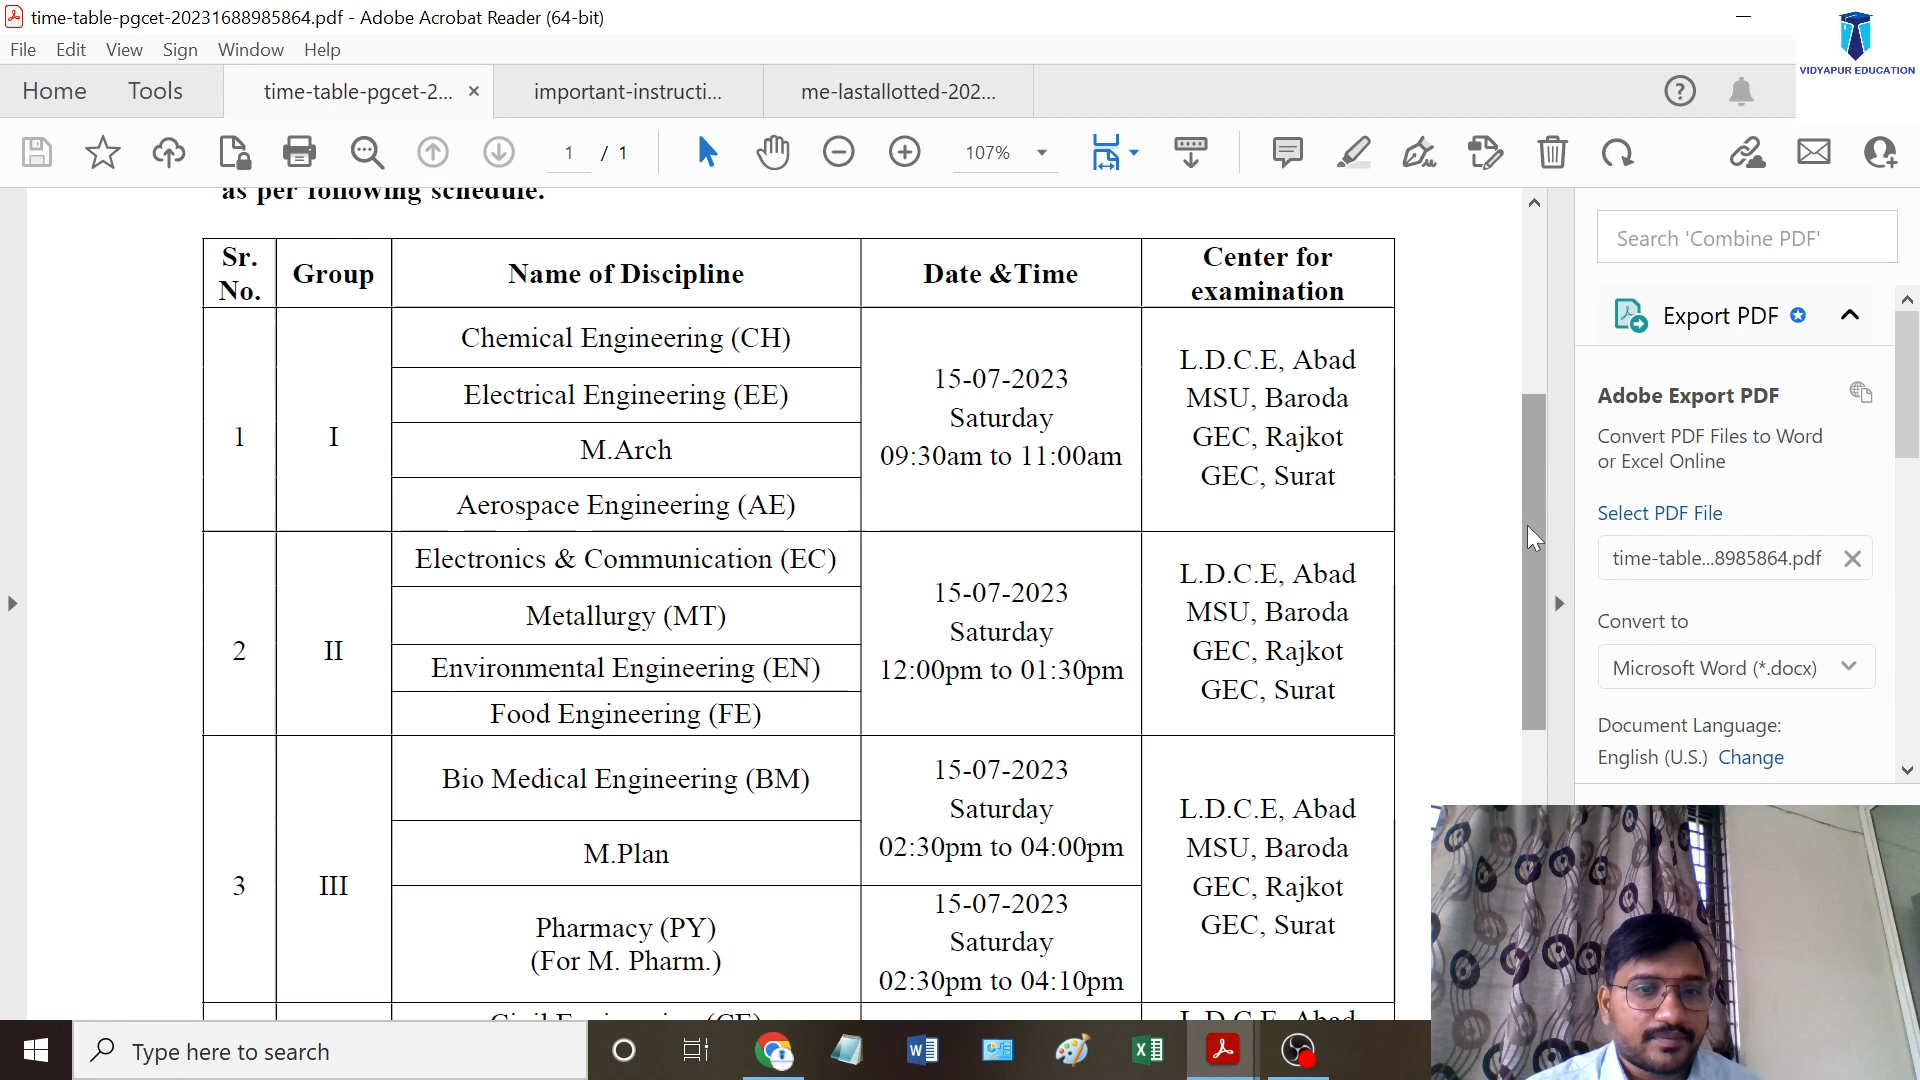 time-table-pgcet-20231688985864.pdf - Adobe Acrobat Reader (64-bit)
File Edit View Sign Window Help
VIDYAPUR EDUCATION
Home Tools time-table-pgcet-2... × important-instructi... me-lastallotted-202...
1 / 1 107%
as per following schedule.
Sr. No. Group Name of Discipline Date &Time Center for examination
1 I
Chemical Engineering (CH)
Electrical Engineering (EE)
M.Arch
Aerospace Engineering (AE)
15-07-2023
Saturday
09:30am to 11:00am
L.D.C.E, Abad
MSU, Baroda
GEC, Rajkot
GEC, Surat
2 II
Electronics & Communication (EC)
Metallurgy (MT)
Environmental Engineering (EN)
Food Engineering (FE)
15-07-2023
Saturday
12:00pm to 01:30pm
L.D.C.E, Abad
MSU, Baroda
GEC, Rajkot
GEC, Surat
3 III
Bio Medical Engineering (BM)
M.Plan
15-07-2023
Saturday
02:30pm to 04:00pm
Pharmacy (PY)
(For M. Pharm.)
15-07-2023
Saturday
02:30pm to 04:10pm
L.D.C.E, Abad
MSU, Baroda
GEC, Rajkot
GEC, Surat
Search 'Combine PDF'
Export PDF
Adobe Export PDF
Convert PDF Files to Word
or Excel Online
Select PDF File
time-table...8985864.pdf
Convert to
Microsoft Word (*.docx)
Document Language:
English (U.S.) Change
Type here to search